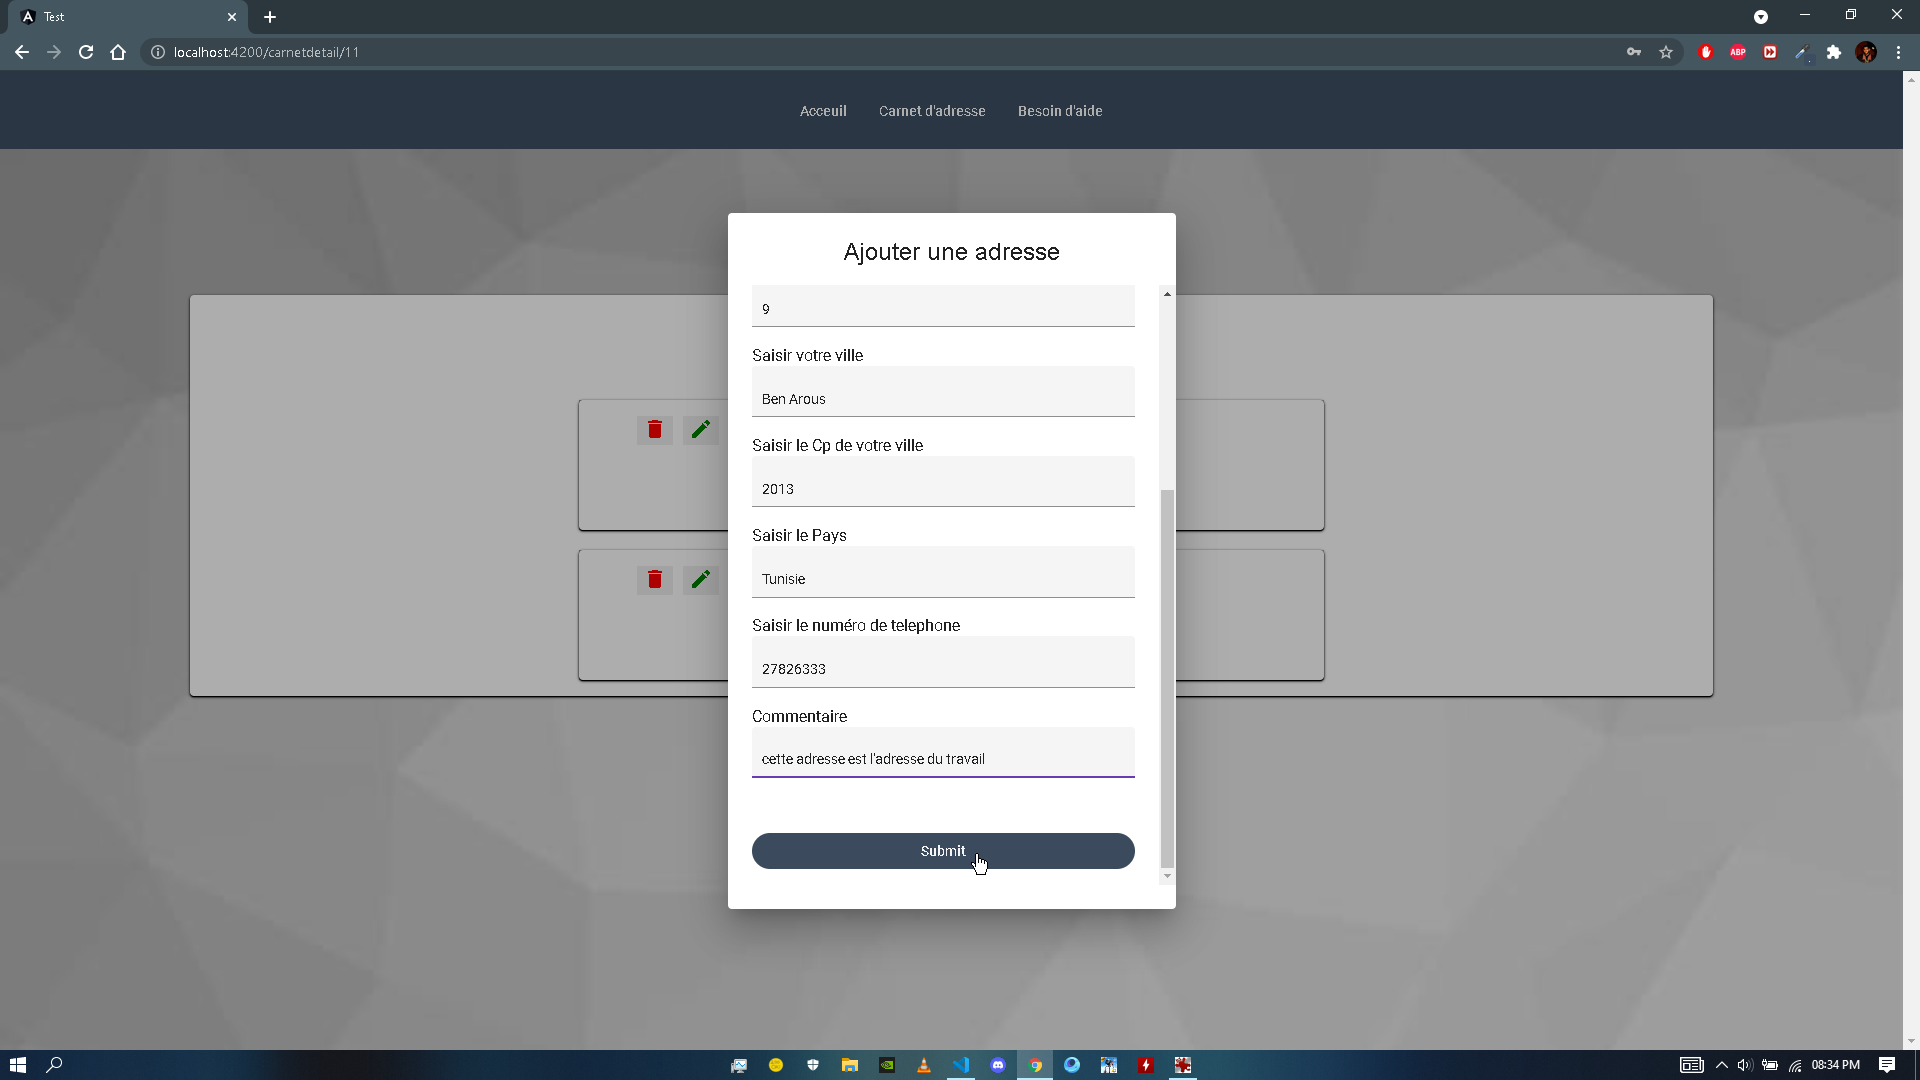 Test
localhost:4200/carnetdetail/11
ABP
Acceuil Carnet d'adresse Besoin d'aide
Ajouter une adresse
9
Saisir votre ville
Ben Arous
Saisir le Cp de votre ville
2013
Saisir le Pays
Tunisie
Saisir le numéro de telephone
27826333
Commentaire
cette adresse est l'adresse du travail
Submit
08:34 PM